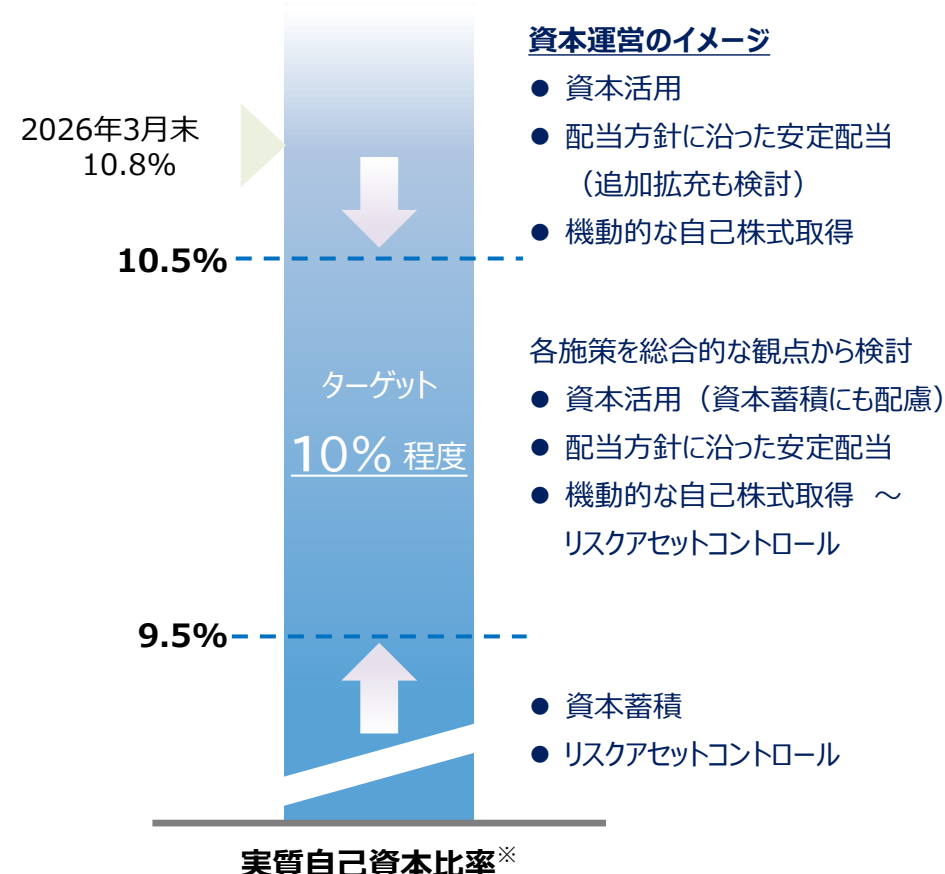 資本運営のイメージ
● 資本活用
● 配当方針に沿った安定配当
（追加拡充も検討）
● 機動的な自己株式取得
2026年3月末
10.8%
10.5%
ターゲット
10% 程度
各施策を総合的な観点から検討
● 資本活用（資本蓄積にも配慮）
● 配当方針に沿った安定配当
● 機動的な自己株式取得 ～
リスクアセットコントロール
9.5%
● 資本蓄積
● リスクアセットコントロール
実質自己資本比率※